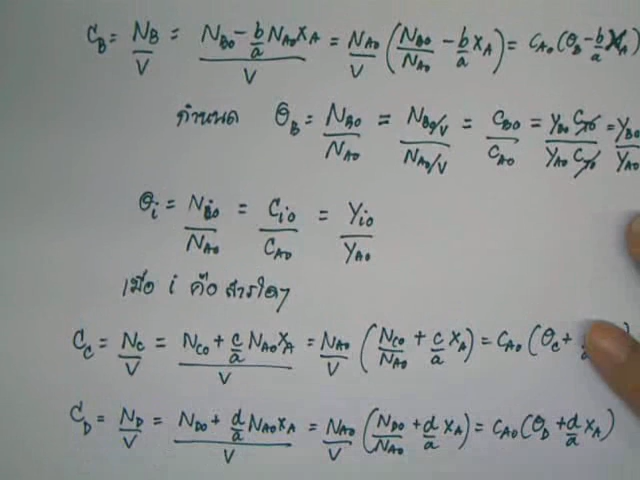 C_B = N_B/V = (N_B0 - b/a N_A0 X_A)/V = N_A0/V (N_B0/N_A0 - b/a X_A) = C_A0 (θ_B - b/a X_A)
กำหนด θ_B = N_B0/N_A0 = (N_B0/V)/(N_A0/V) = C_B0/C_A0 = y_B0 C_T0/y_A0 C_T0 = y_B0/y_A0
θ_i = N_i0/N_A0 = C_i0/C_A0 = y_i0/y_A0
เมื่อ i คือ สารใดๆ
C_C = N_C/V = (N_C0 + c/a N_A0 X_A)/V = N_A0/V (N_C0/N_A0 + c/a X_A) = C_A0 (θ_C +
C_D = N_D/V = (N_D0 + d/a N_A0 X_A)/V = N_A0/V (N_D0/N_A0 + d/a X_A) = C_A0 (θ_D + d/a X_A)